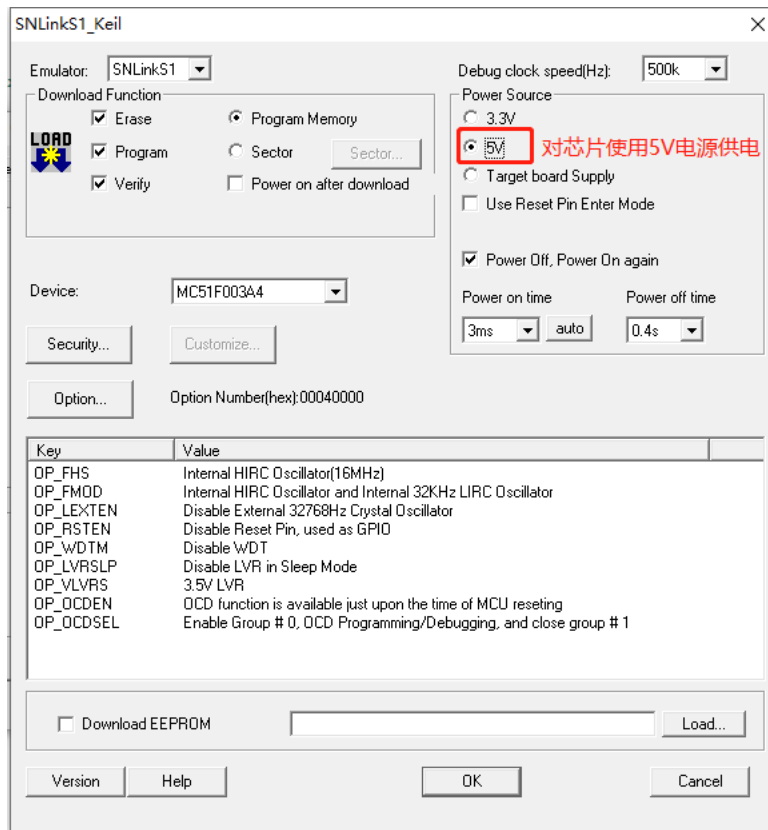 SNLinkS1_Keil
Emulator: SNLinkS1
Debug clock speed(Hz): 500k
Download Function
LOAD
Erase
Program Memory
Program
Sector
Sector...
Verify
Power on after download
Power Source
3.3V
5V 对芯片使用5V电源供电
Target board Supply
Use Reset Pin Enter Mode
Power Off, Power On again
Power on time Power off time
3ms auto 0.4s
Device: MC51F003A4
Security... Customize...
Option... Option Number(hex):00040000
Key Value
OP_FHS Internal HIRC Oscillator(16MHz)
OP_FMOD Internal HIRC Oscillator and Internal 32KHz LIRC Oscillator
OP_LEXTEN Disable External 32768Hz Crystal Oscillator
OP_RSTEN Disable Reset Pin, used as GPIO
OP_WDTM Disable WDT
OP_LVRSLP Disable LVR in Sleep Mode
OP_VLVRS 3.5V LVR
OP_OCDEN OCD function is available just upon the time of MCU reseting
OP_OCDSEL Enable Group # 0, OCD Programming/Debugging, and close group # 1
Download EEPROM Load...
Version Help OK Cancel